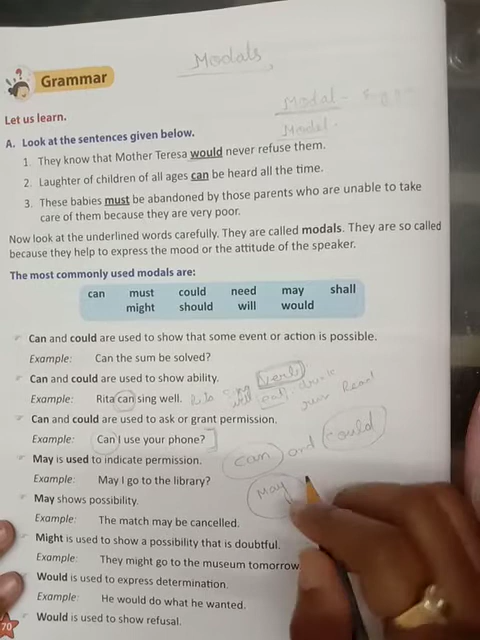 Modals
Grammar
Modal -
Model -
Let us learn.
A. Look at the sentences given below.
1. They know that Mother Teresa would never refuse them.
2. Laughter of children of all ages can be heard all the time.
3. These babies must be abandoned by those parents who are unable to take
care of them because they are very poor.
Now look at the underlined words carefully. They are called modals. They are so called
because they help to express the mood or the attitude of the speaker.
The most commonly used modals are:
can must could need may shall
might should will would
Can and could are used to show that some event or action is possible.
Example: Can the sum be solved?
Can and could are used to show ability.
verb
Example: Rita can sing well. Rita sing well eat, drink
run Read
Can and could are used to ask or grant permission.
Example: Can I use your phone?
can and could
May is used to indicate permission.
Example: May I go to the library?
May
May shows possibility.
Example: The match may be cancelled.
Might is used to show a possibility that is doubtful.
Example: They might go to the museum tomorrow
Would is used to express determination.
Example: He would do what he wanted.
Would is used to show refusal.
70